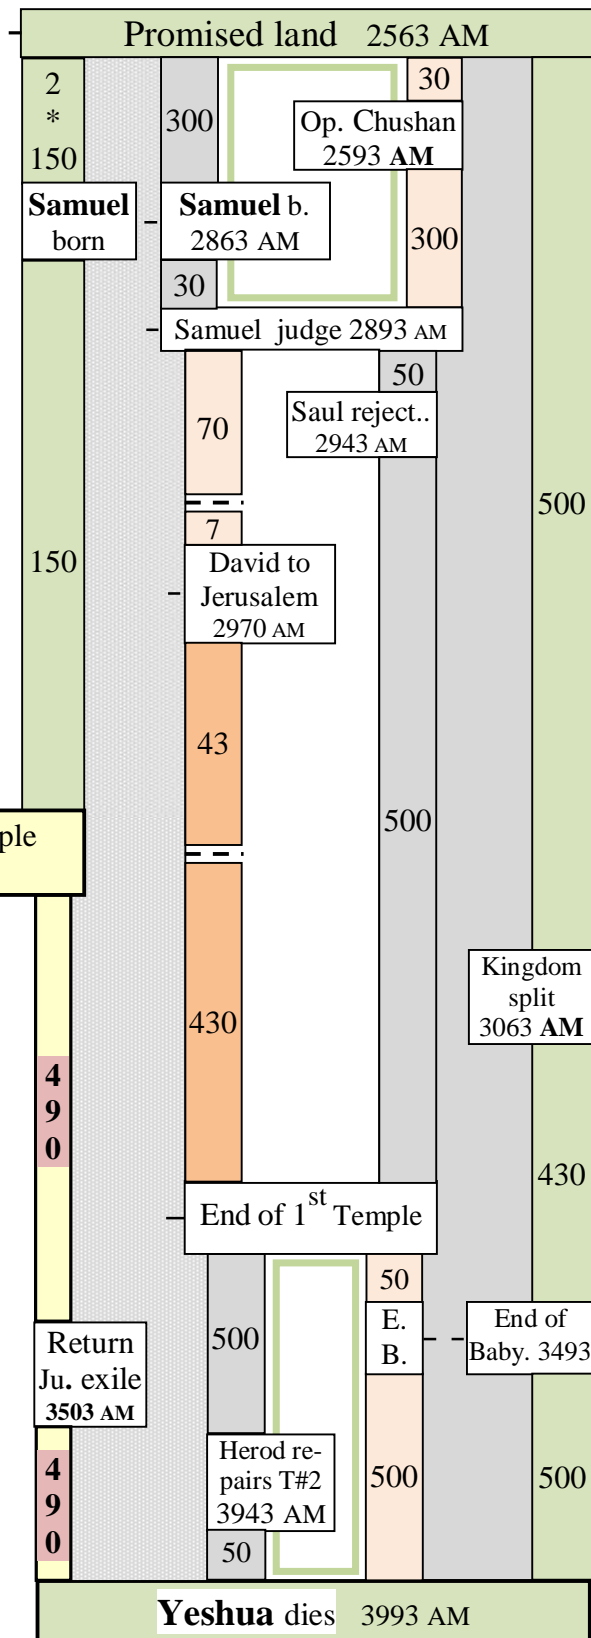 Promised land 2563 AM
2
*
150
300
30
Op. Chushan
2593 AM
Samuel
born
Samuel b.
2863 AM
300
30
Samuel judge 2893 AM
50
Saul reject..
2943 AM
70
500
7
150
David to
Jerusalem
2970 AM
43
500
ple
Kingdom
split
3063 AM
430
4
9
0
430
End of 1st Temple
50
500
E.
B.
End of
Baby. 3493
Return
Ju. exile
3503 AM
Herod re-
pairs T#2
3943 AM
500
500
4
9
0
50
Yeshua dies 3993 AM